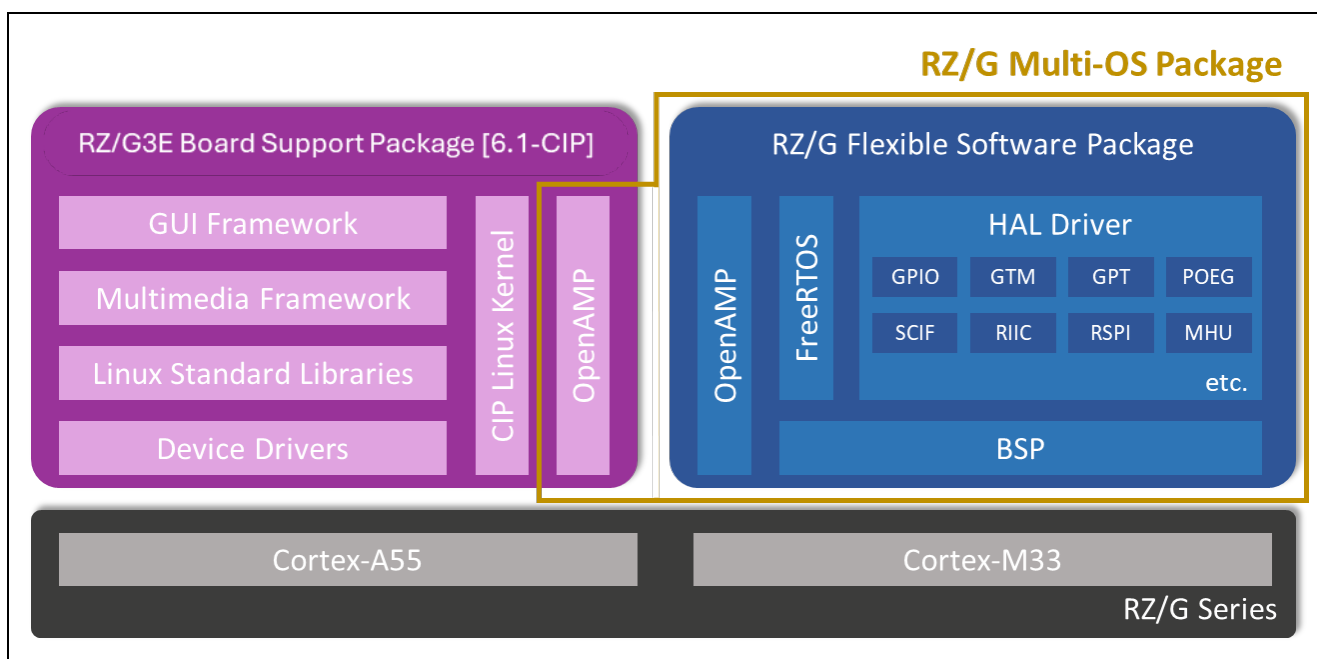 RZ/G Multi-OS Package
RZ/G3E Board Support Package [6.1-CIP]
GUI Framework
Multimedia Framework
Linux Standard Libraries
Device Drivers
CIP Linux Kernel
OpenAMP
RZ/G Flexible Software Package
OpenAMP
FreeRTOS
HAL Driver
GPIO GTM GPT POEG
SCIF RIIC RSPI MHU
etc.
BSP
Cortex-A55
Cortex-M33
RZ/G Series